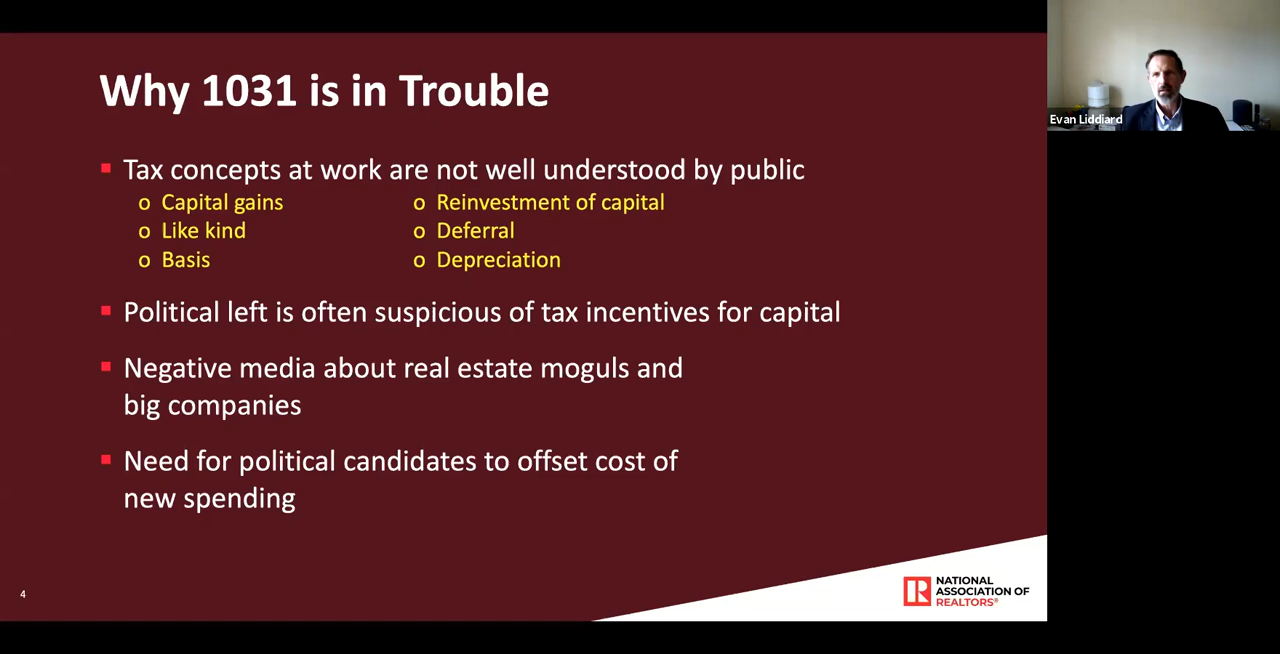 Why 1031 is in Trouble
Tax concepts at work are not well understood by public
o Capital gains
o Like kind
o Basis
o Reinvestment of capital
o Deferral
o Depreciation
Political left is often suspicious of tax incentives for capital
Negative media about real estate moguls and
big companies
Need for political candidates to offset cost of
new spending
4
NATIONAL
ASSOCIATION OF
REALTORS®
Evan Liddiard